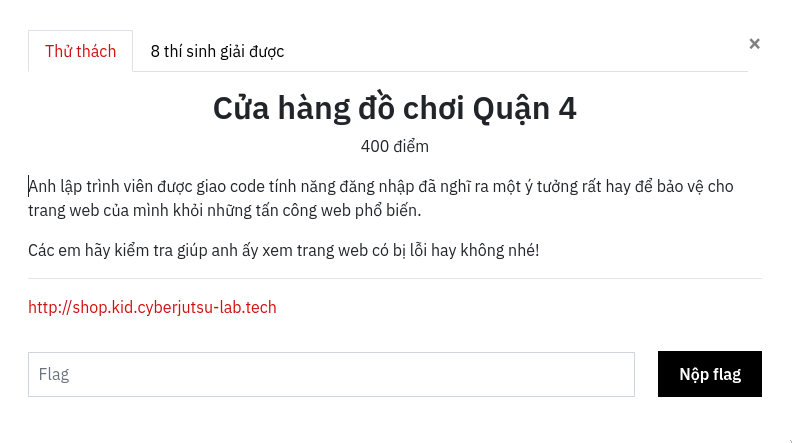 Thử thách
8 thí sinh giải được
×
Cửa hàng đồ chơi Quận 4
400 điểm
Anh lập trình viên được giao code tính năng đăng nhập đã nghĩ ra một ý tưởng rất hay để bảo vệ cho
trang web của mình khỏi những tấn công web phổ biến.
Các em hãy kiểm tra giúp anh ấy xem trang web có bị lỗi hay không nhé!
http://shop.kid.cyberjutsu-lab.tech
Flag
Nộp flag